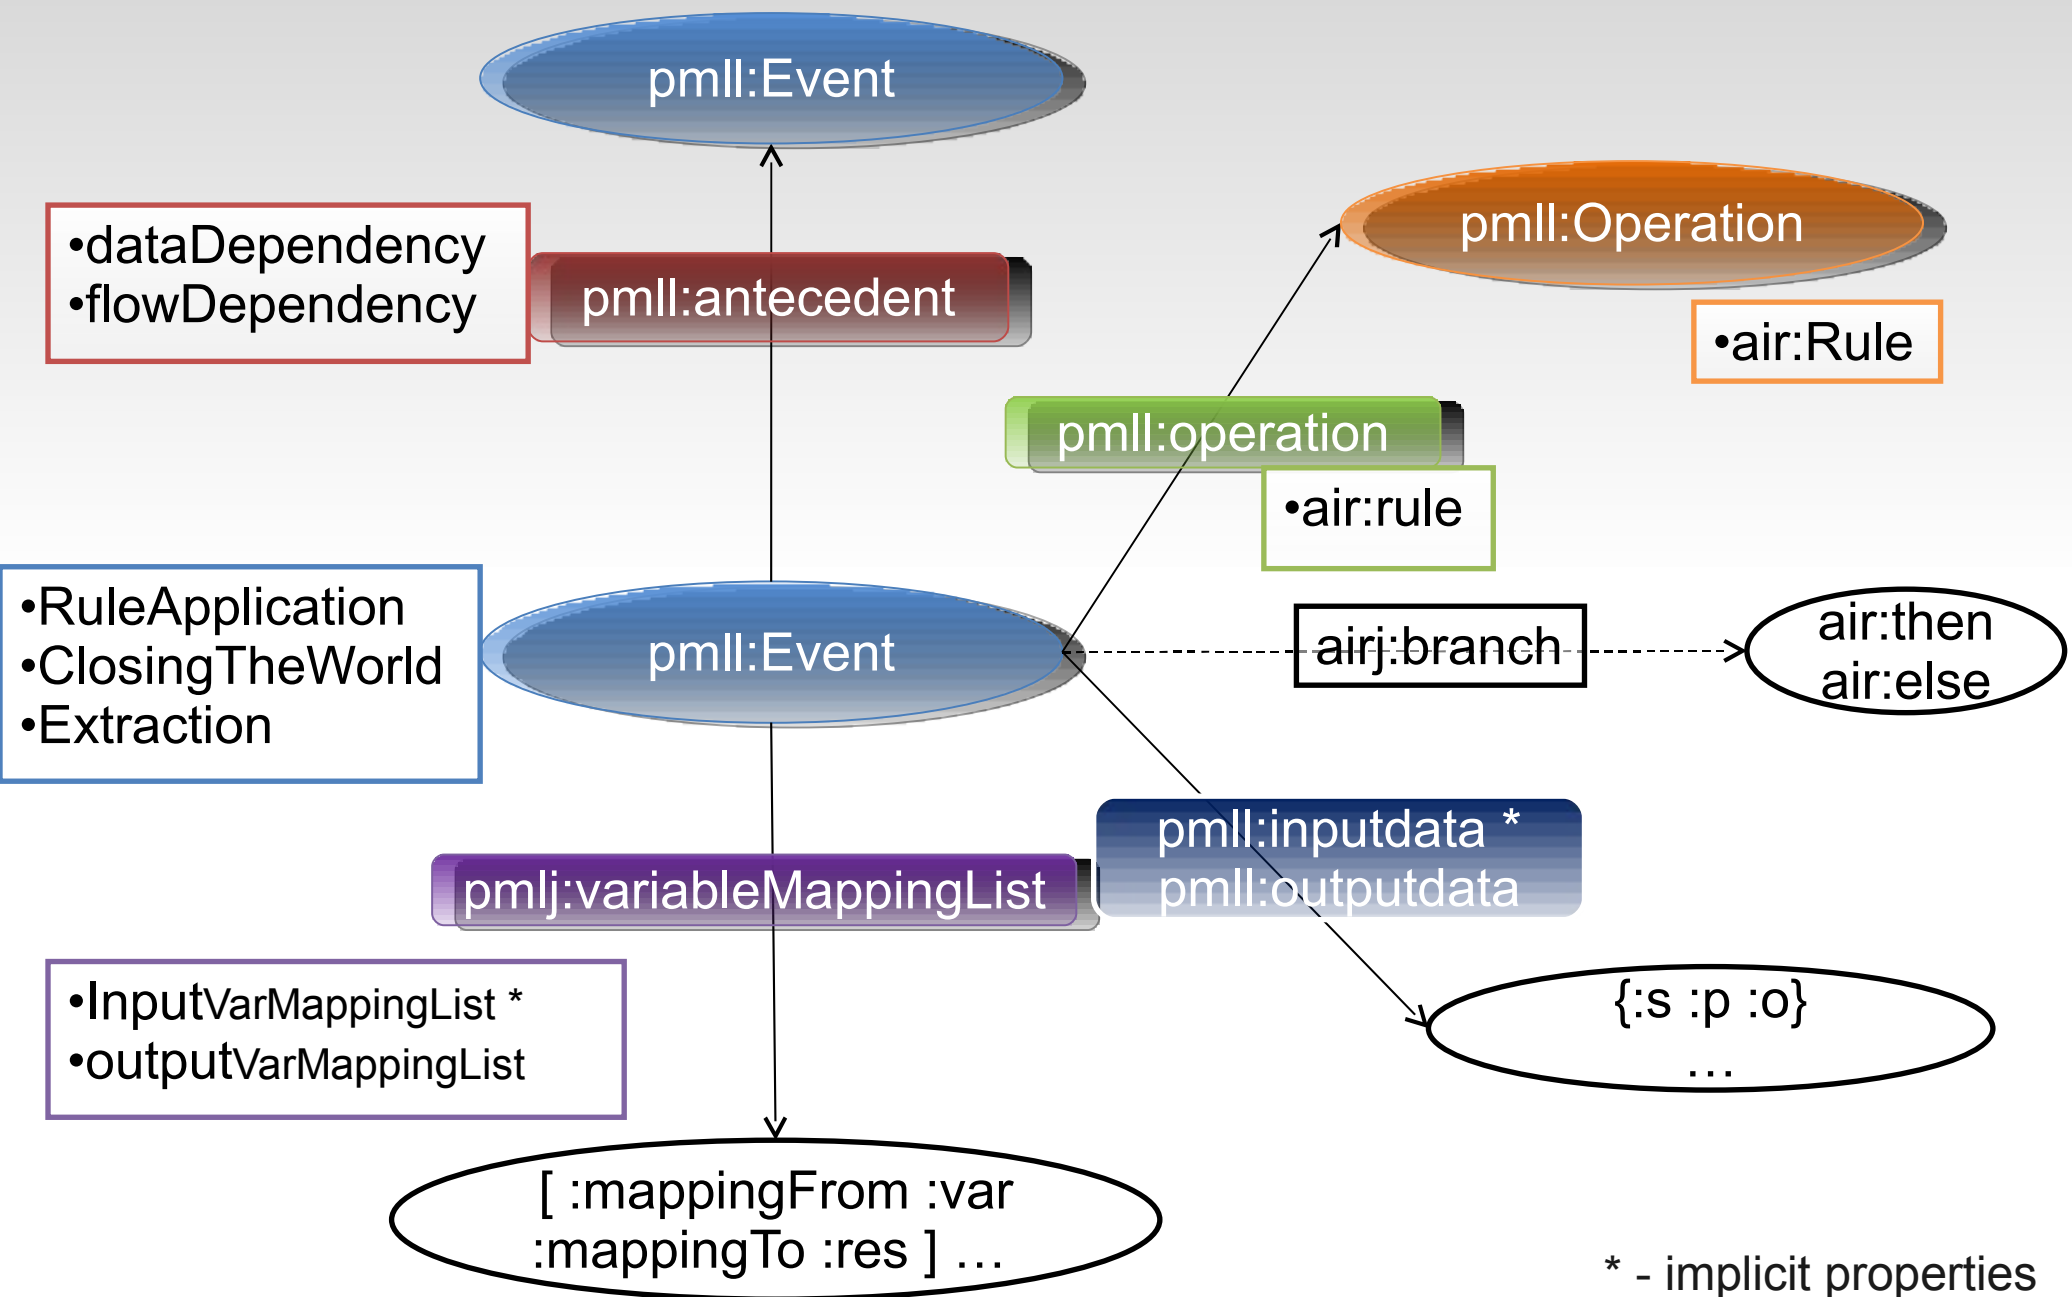 pmll:Event
•dataDependency
•flowDependency
pmll:antecedent
pmll:Operation
•air:Rule
pmll:operation
•air:rule
•RuleApplication
•ClosingTheWorld
•Extraction
pmll:Event
airj:branch
air:then
air:else
pmll:inputdata *
pmll:outputdata
pmlj:variableMappingList
•InputVarMappingList *
•outputVarMappingList
{:s :p :o}
…
[ :mappingFrom :var
:mappingTo :res ] …
* - implicit properties